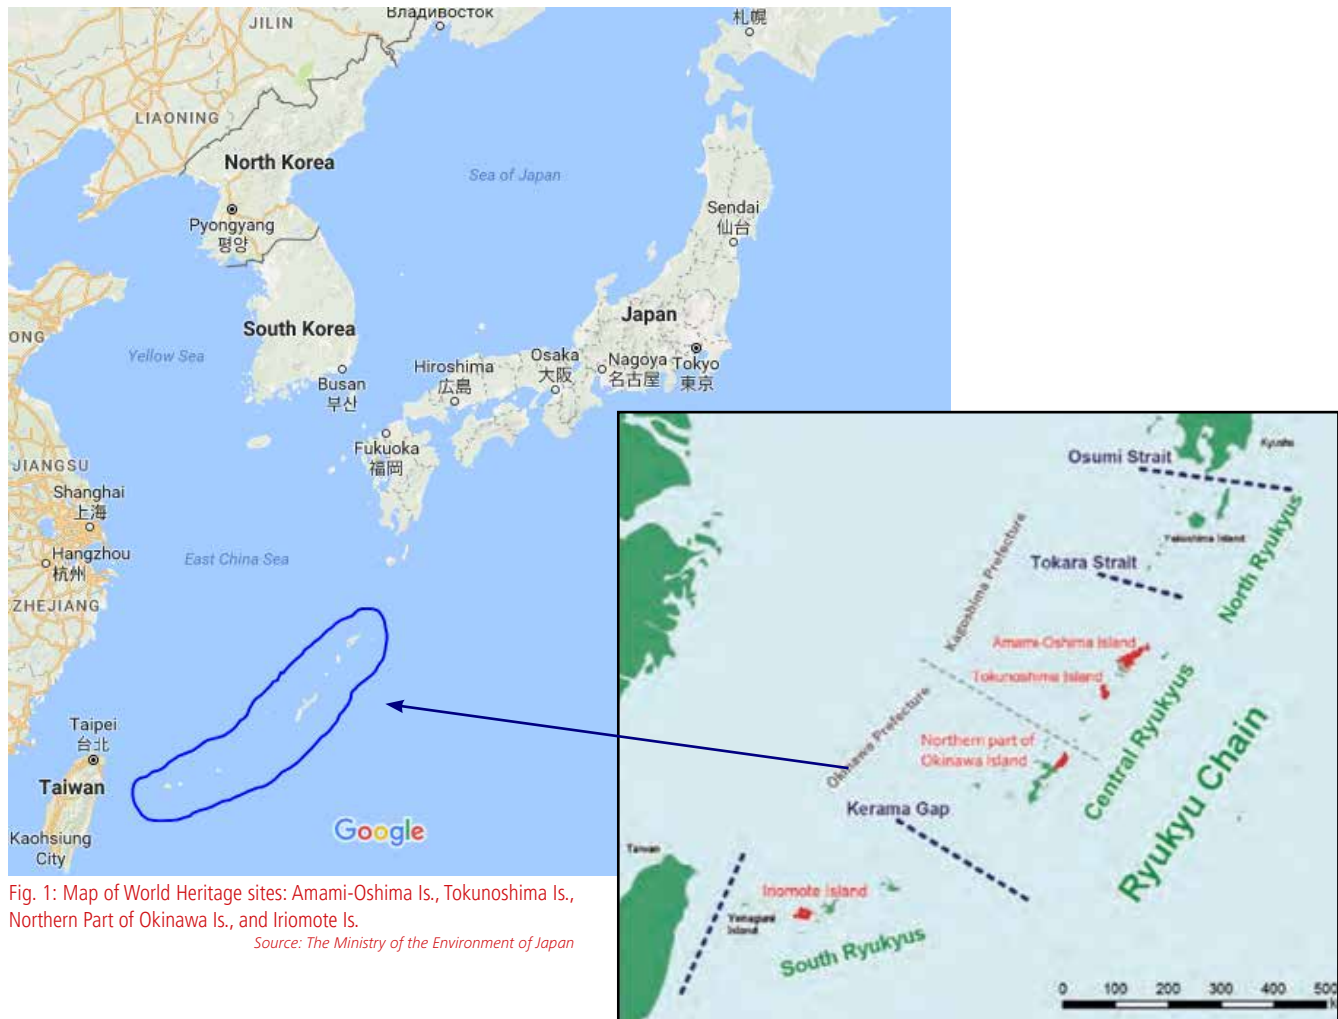 Владивосток
札幌
JILIN
LIAONING
North Korea
Sea of Japan
Pyongyang
평양
Sendai
仙台
South Korea
Japan
ONG
Yellow Sea
Hiroshima
広島
Osaka
大阪
Nagoya
名古屋
Tokyo
東京
Busan
부산
Fukuoka
福岡
JIANGSU
Shanghai
上海
Hangzhou
杭州
East China Sea
ZHEJIANG
Taipei
台北
Taiwan
Kaohsiung
City
Google
Osumi Strait
Kyushu
Yakushima Island
Tokara Strait
North Ryukyus
Kagoshima Prefecture
Amami-Oshima Island
Tokunoshima Island
Okinawa Prefecture
Northern part of
Okinawa Island
Central Ryukyus
Ryukyu Chain
Kerama Gap
Taiwan
Iriomote Island
Yonaguni
Island
South Ryukyus
0 100 200 300 400 500
Fig. 1: Map of World Heritage sites: Amami-Oshima Is., Tokunoshima Is.,
Northern Part of Okinawa Is., and Iriomote Is.
Source: The Ministry of the Environment of Japan